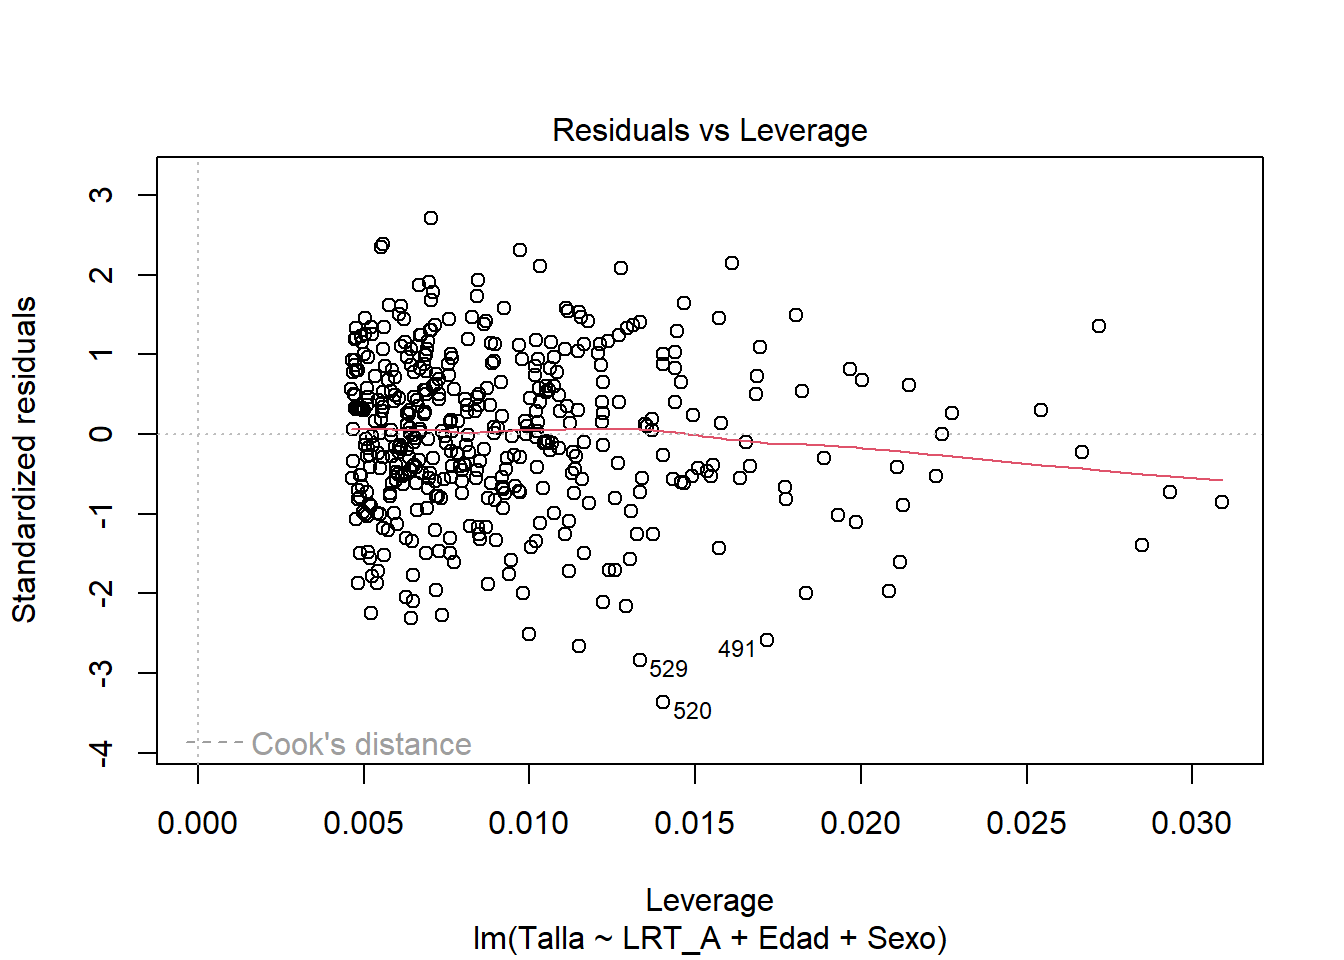 Residuals vs Leverage
Standardized residuals
3
2
1
0
-1
-2
-3
-4
491
529
520
Cook's distance
0.000 0.005 0.010 0.015 0.020 0.025 0.030
Leverage
lm(Talla ~ LRT_A + Edad + Sexo)